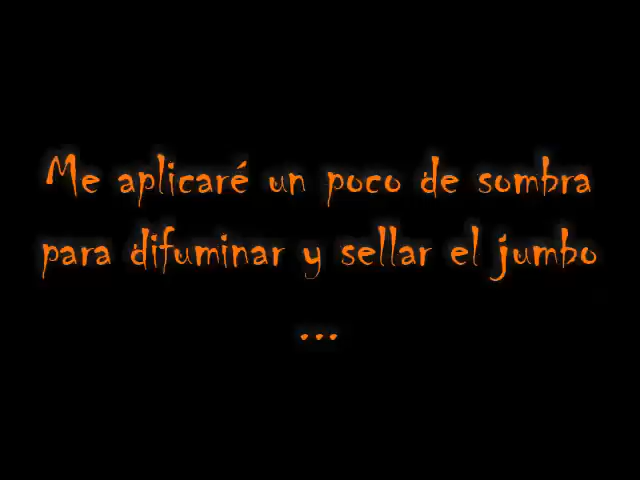 Me aplicaré un poco de sombra
para difuminar y sellar el jumbo
...